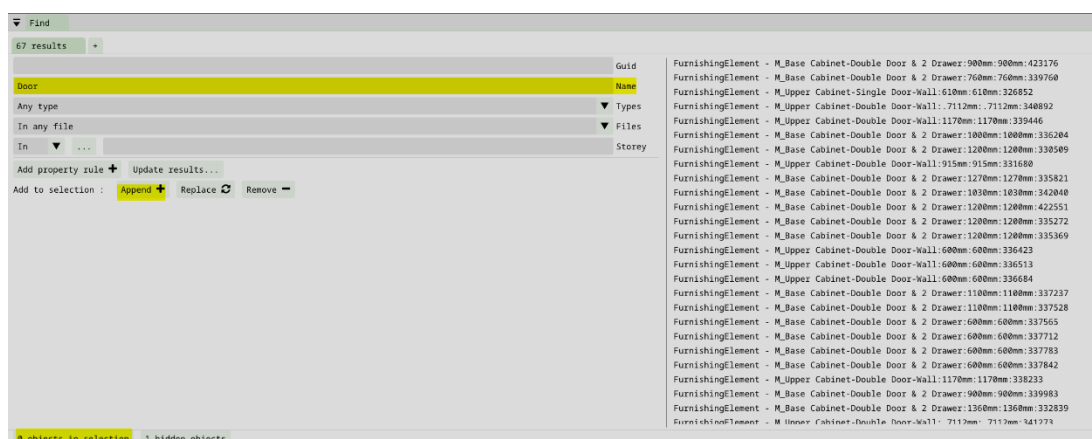 Find
67 results +
Guid
Door Name
Any type Types
In any file Files
In ... Storey
Add property rule + Update results...
Add to selection : Append + Replace Remove −
0 objects in selection 1 hidden objects
FurnishingElement - M_Base Cabinet-Double Door & 2 Drawer:900mm:900mm:423176
FurnishingElement - M_Base Cabinet-Double Door & 2 Drawer:760mm:760mm:339760
FurnishingElement - M_Upper Cabinet-Single Door-Wall:610mm:610mm:326852
FurnishingElement - M_Upper Cabinet-Double Door-Wall:.7112mm:.7112mm:340892
FurnishingElement - M_Upper Cabinet-Double Door-Wall:1170mm:1170mm:339446
FurnishingElement - M_Base Cabinet-Double Door & 2 Drawer:1000mm:1000mm:336204
FurnishingElement - M_Base Cabinet-Double Door & 2 Drawer:1200mm:1200mm:330509
FurnishingElement - M_Upper Cabinet-Double Door-Wall:915mm:915mm:331680
FurnishingElement - M_Base Cabinet-Double Door & 2 Drawer:1270mm:1270mm:335821
FurnishingElement - M_Base Cabinet-Double Door & 2 Drawer:1030mm:1030mm:342040
FurnishingElement - M_Base Cabinet-Double Door & 2 Drawer:1200mm:1200mm:422551
FurnishingElement - M_Base Cabinet-Double Door & 2 Drawer:1200mm:1200mm:335272
FurnishingElement - M_Base Cabinet-Double Door & 2 Drawer:1200mm:1200mm:335369
FurnishingElement - M_Upper Cabinet-Double Door-Wall:600mm:600mm:336423
FurnishingElement - M_Upper Cabinet-Double Door-Wall:600mm:600mm:336513
FurnishingElement - M_Upper Cabinet-Double Door-Wall:600mm:600mm:336684
FurnishingElement - M_Base Cabinet-Double Door & 2 Drawer:1100mm:1100mm:337237
FurnishingElement - M_Base Cabinet-Double Door & 2 Drawer:1100mm:1100mm:337528
FurnishingElement - M_Base Cabinet-Double Door & 2 Drawer:600mm:600mm:337565
FurnishingElement - M_Base Cabinet-Double Door & 2 Drawer:600mm:600mm:337712
FurnishingElement - M_Base Cabinet-Double Door & 2 Drawer:600mm:600mm:337783
FurnishingElement - M_Base Cabinet-Double Door & 2 Drawer:600mm:600mm:337842
FurnishingElement - M_Upper Cabinet-Double Door-Wall:1170mm:1170mm:338233
FurnishingElement - M_Base Cabinet-Double Door & 2 Drawer:900mm:900mm:339983
FurnishingElement - M_Base Cabinet-Double Door & 2 Drawer:1360mm:1360mm:332839
FurnishingElement - M_Upper Cabinet-Double Door-Wall:.7112mm:.7112mm:341273